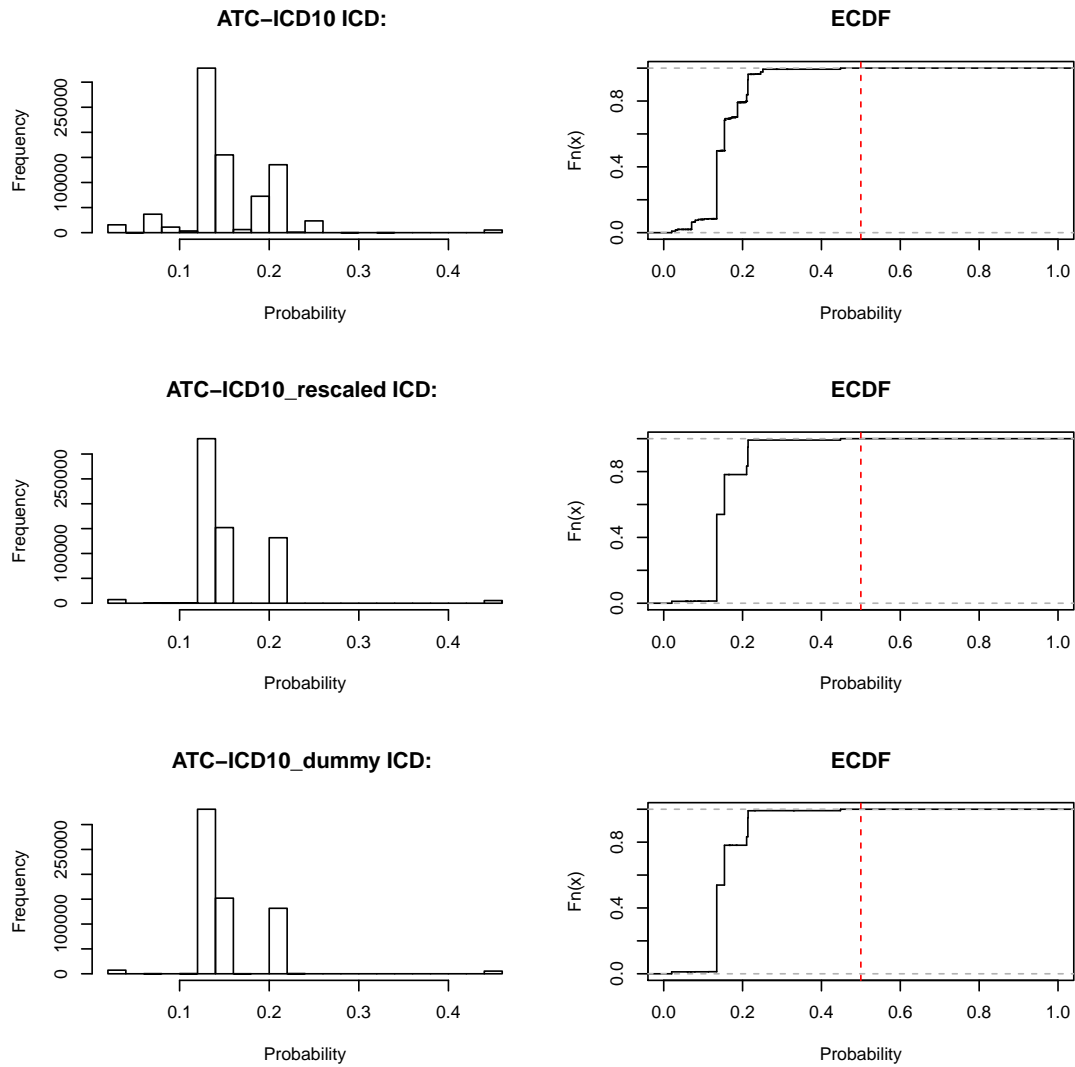 ATC−ICD10 ICD:
Frequency
0 100000 250000
0.1 0.2 0.3 0.4
Probability
ECDF
Fn(x)
0.0 0.4 0.8
0.0 0.2 0.4 0.6 0.8 1.0
Probability
ATC−ICD10_rescaled ICD:
Frequency
0 100000 250000
0.1 0.2 0.3 0.4
Probability
ECDF
Fn(x)
0.0 0.4 0.8
0.0 0.2 0.4 0.6 0.8 1.0
Probability
ATC−ICD10_dummy ICD:
Frequency
0 100000 250000
0.1 0.2 0.3 0.4
Probability
ECDF
Fn(x)
0.0 0.4 0.8
0.0 0.2 0.4 0.6 0.8 1.0
Probability